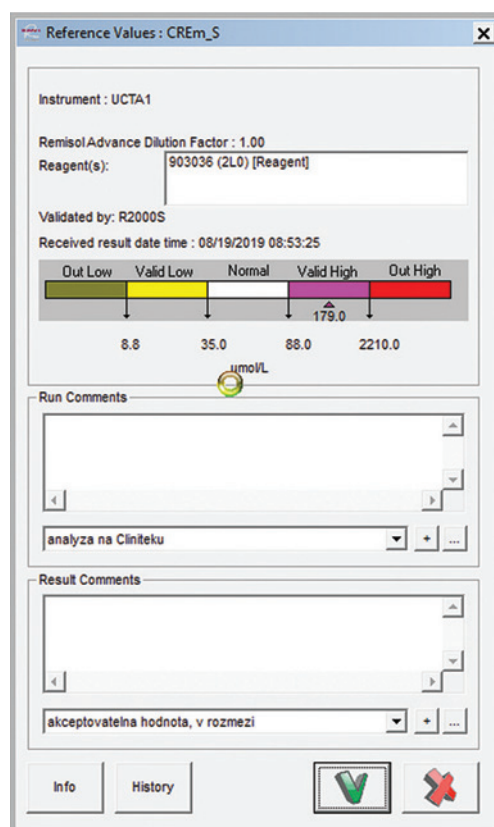 Reference Values : CREm_S
Instrument : UCTA1
Remisol Advance Dilution Factor : 1.00
Reagent(s): 903036 (2L0) [Reagent]
Validated by: R2000S
Received result date time : 08/19/2019 08:53:25
Out Low Valid Low Normal Valid High Out High
179.0
8.8 35.0 88.0 2210.0
umol/L
Run Comments
analyza na Cliniteku + ...
Result Comments
akceptovatelna hodnota, v rozmezi + ...
Info History